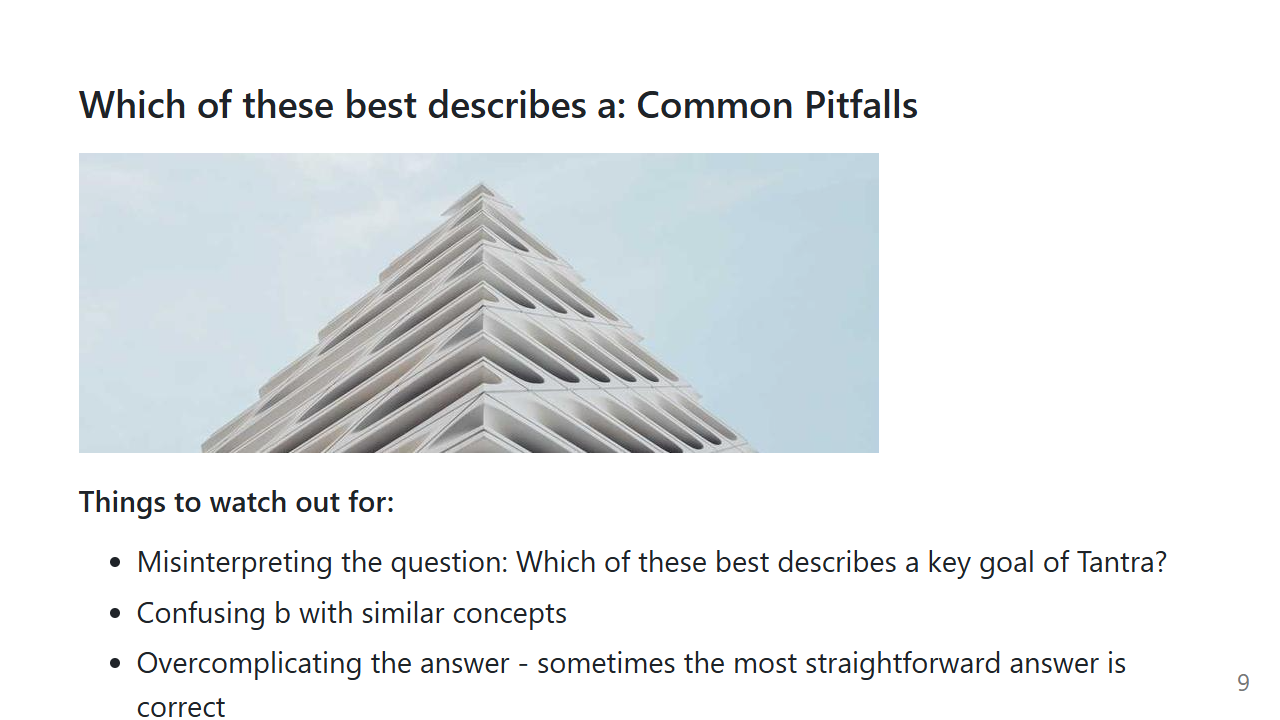 Which of these best describes a: Common Pitfalls
Things to watch out for:
Misinterpreting the question: Which of these best describes a key goal of Tantra?
Confusing b with similar concepts
Overcomplicating the answer - sometimes the most straightforward answer is
correct
9